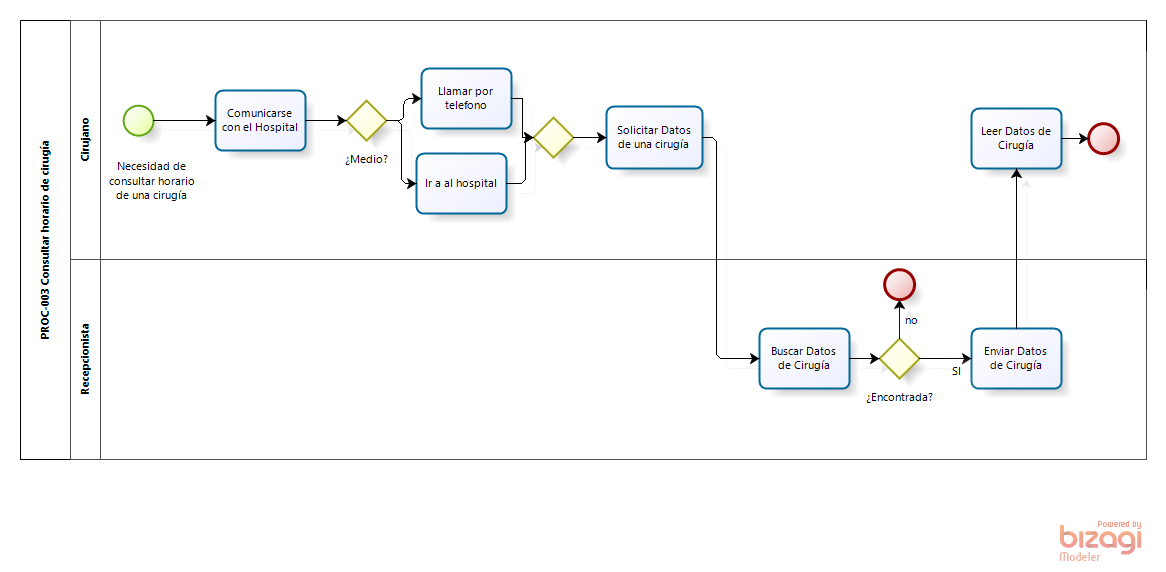 PROC-003 Consultar horario de cirugía
Cirujano
Necesidad de
consultar horario
de una cirugía
Comunicarse
con el Hospital
¿Medio?
Llamar por
telefono
Ir a al hospital
Solicitar Datos
de una cirugía
Leer Datos de
Cirugía
Recepcionista
Buscar Datos
de Cirugía
no
¿Encontrada?
SI
Enviar Datos
de Cirugía
Powered by
bizagi
Modeler